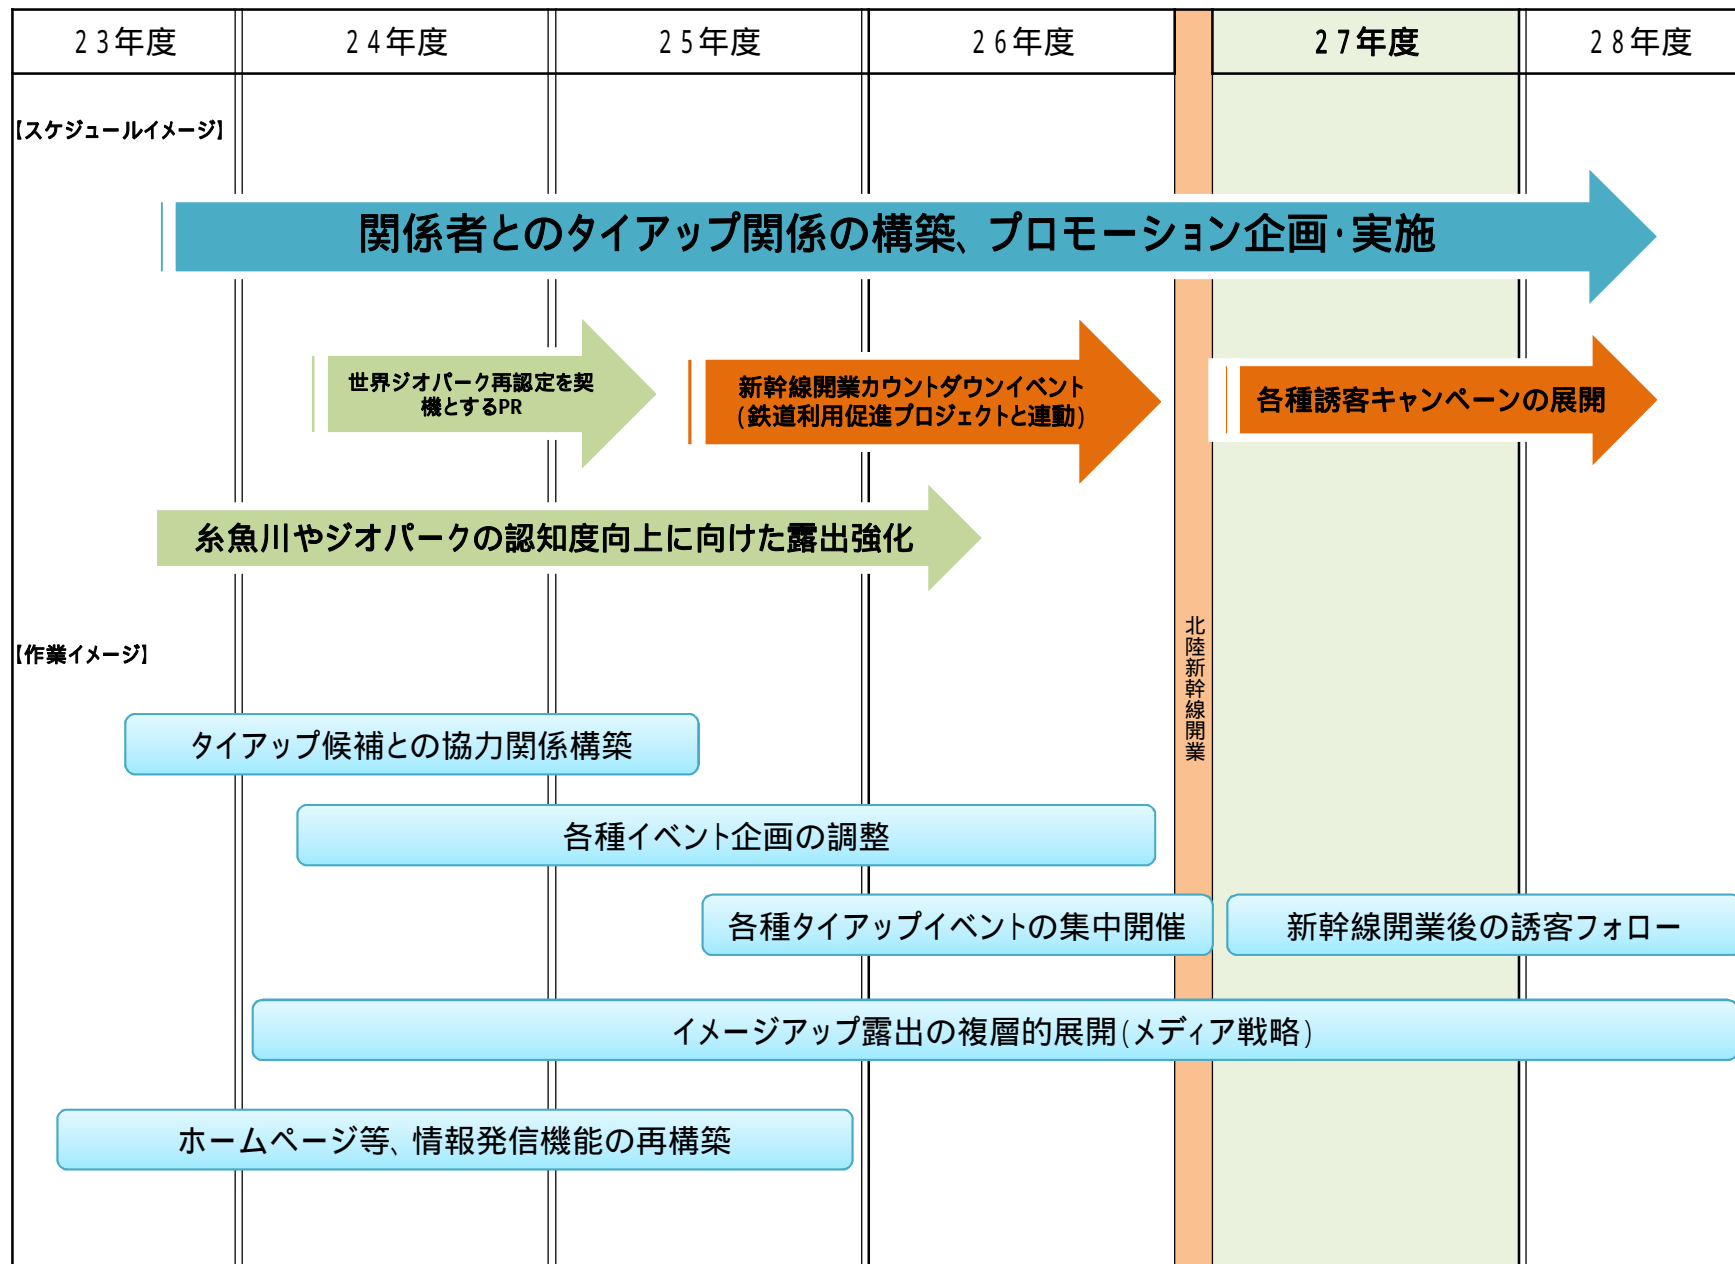 23年度
24年度
25年度
26年度
27年度
28年度
【スケジュールイメージ】
関係者とのタイアップ関係の構築、プロモーション企画・実施
世界ジオパーク再認定を契
機とするPR
新幹線開業カウントダウンイベント
(鉄道利用促進プロジェクトと連動)
各種誘客キャンペーンの展開
糸魚川やジオパークの認知度向上に向けた露出強化
北陸新幹線開業
【作業イメージ】
タイアップ候補との協力関係構築
各種イベント企画の調整
各種タイアップイベントの集中開催
新幹線開業後の誘客フォロー
イメージアップ露出の複層的展開(メディア戦略)
ホームページ等、情報発信機能の再構築